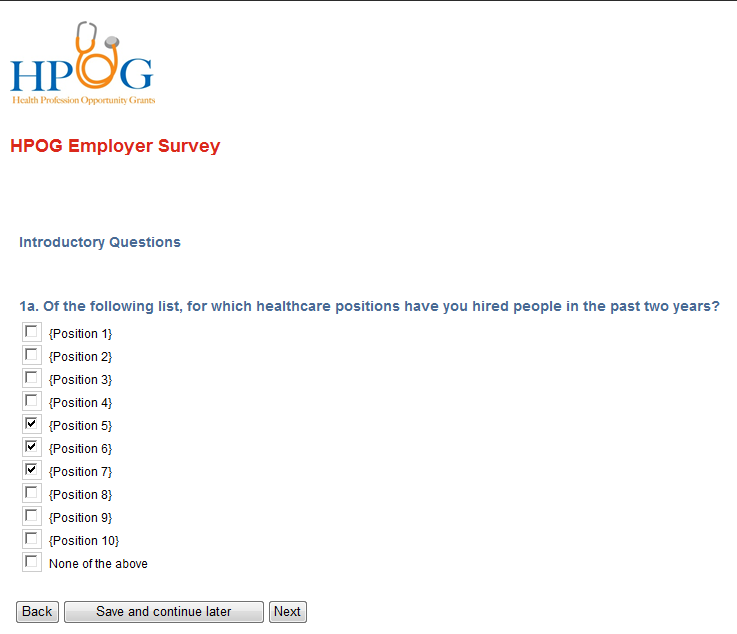 HPOG
Health Profession Opportunity Grants
HPOG Employer Survey
Introductory Questions
1a. Of the following list, for which healthcare positions have you hired people in the past two years?
{Position 1}
{Position 2}
{Position 3}
{Position 4}
{Position 5}
{Position 6}
{Position 7}
{Position 8}
{Position 9}
{Position 10}
None of the above
Back Save and continue later Next